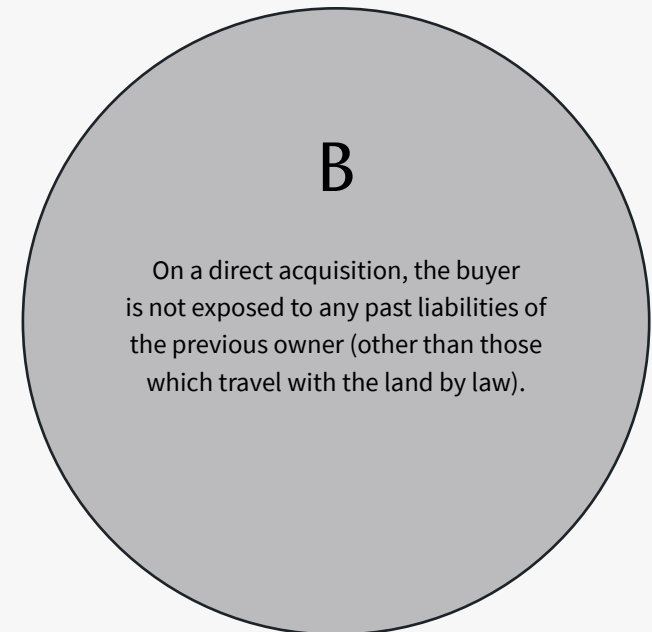 B
On a direct acquisition, the buyer
is not exposed to any past liabilities of
the previous owner (other than those
which travel with the land by law).